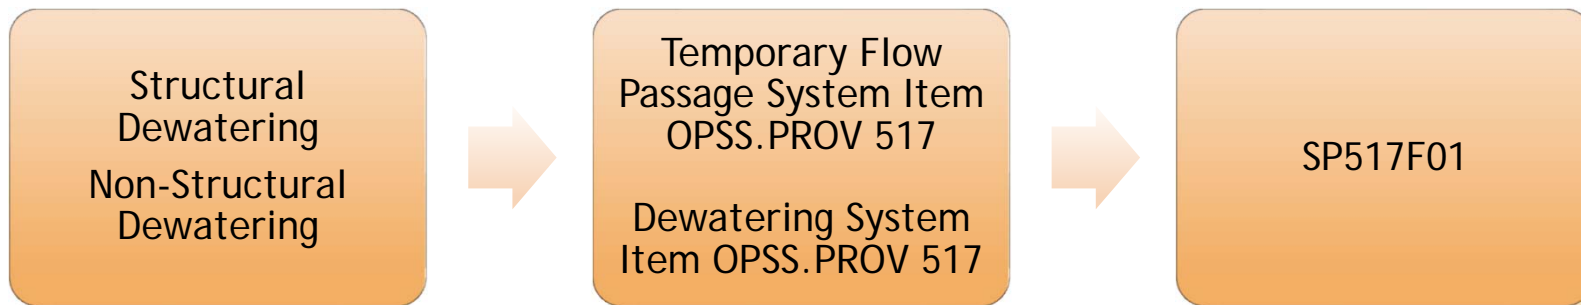 Structural
Dewatering
Non-Structural
Dewatering
Temporary Flow
Passage System Item
OPSS.PROV 517
Dewatering System
Item OPSS.PROV 517
SP517F01